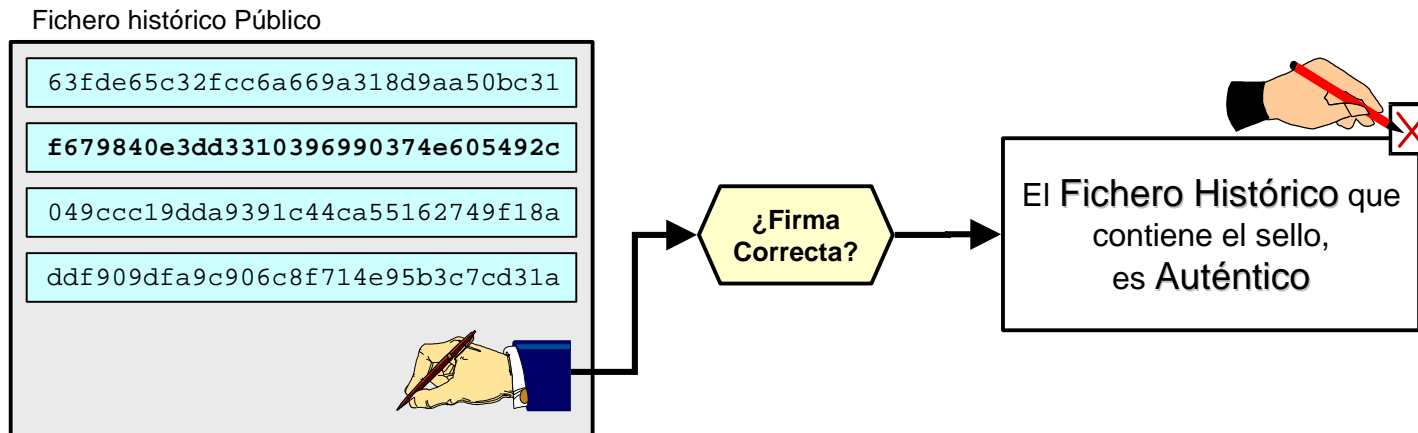 Fichero histórico Público
63fde65c32fcc6a669a318d9aa50bc31
f679840e3dd3310396990374e605492c
049ccc19dda9391c44ca55162749f18a
ddf909dfa9c906c8f714e95b3c7cd31a
¿Firma
Correcta?
El Fichero Histórico que
contiene el sello,
es Auténtico